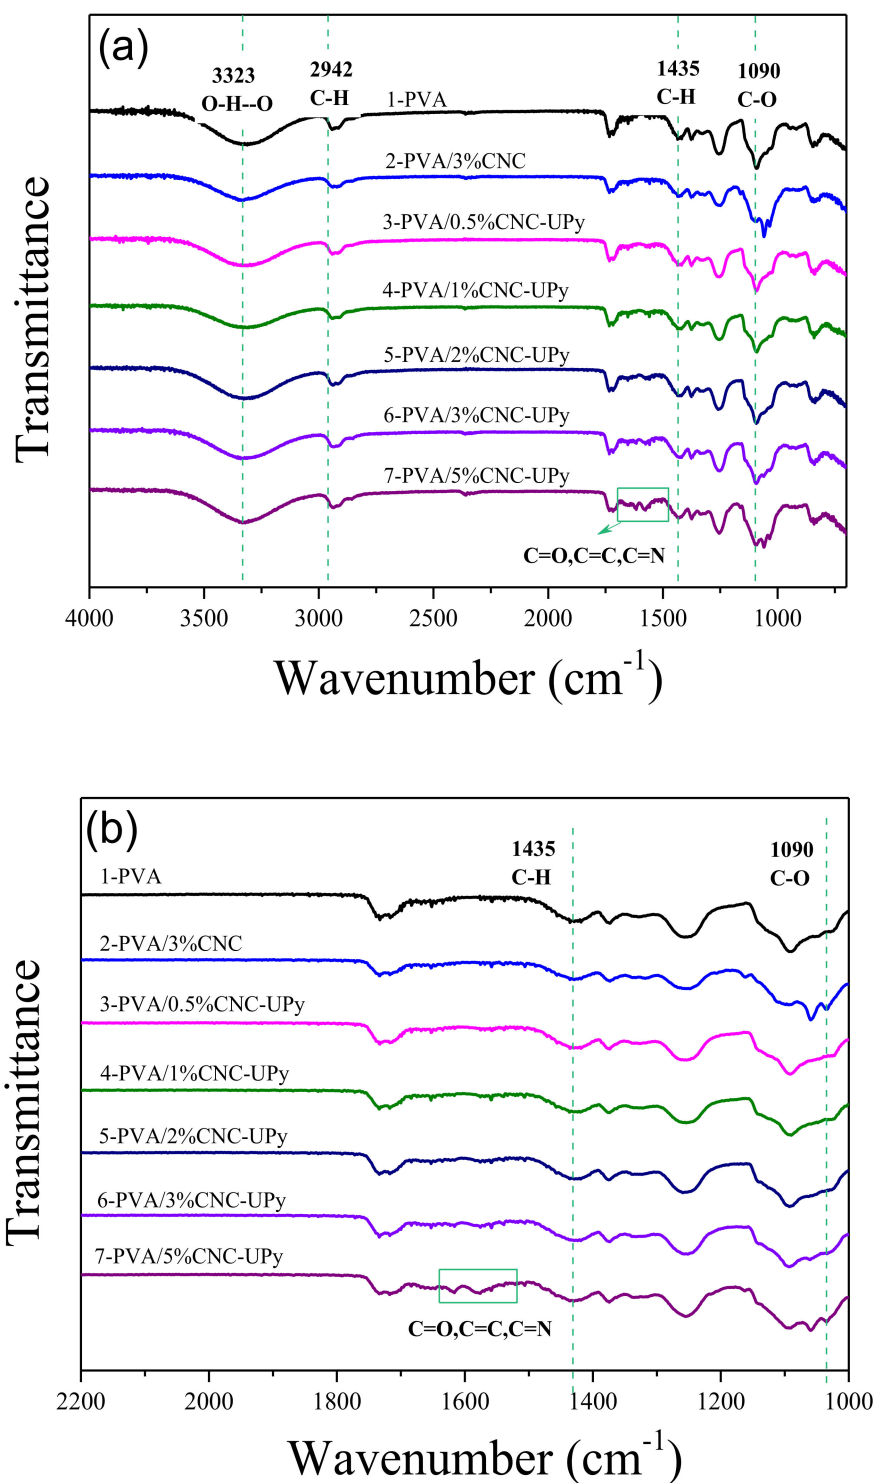 (a)
3323
O-H--O
2942
C-H
1435
C-H
1090
C-O
1-PVA
2-PVA/3%CNC
3-PVA/0.5%CNC-UPy
4-PVA/1%CNC-UPy
5-PVA/2%CNC-UPy
6-PVA/3%CNC-UPy
7-PVA/5%CNC-UPy
C=O,C=C,C=N
Transmittance
4000 3500 3000 2500 2000 1500 1000
Wavenumber (cm⁻¹)
(b)
1435
C-H
1090
C-O
1-PVA
2-PVA/3%CNC
3-PVA/0.5%CNC-UPy
4-PVA/1%CNC-UPy
5-PVA/2%CNC-UPy
6-PVA/3%CNC-UPy
7-PVA/5%CNC-UPy
C=O,C=C,C=N
Transmittance
2200 2000 1800 1600 1400 1200 1000
Wavenumber (cm⁻¹)